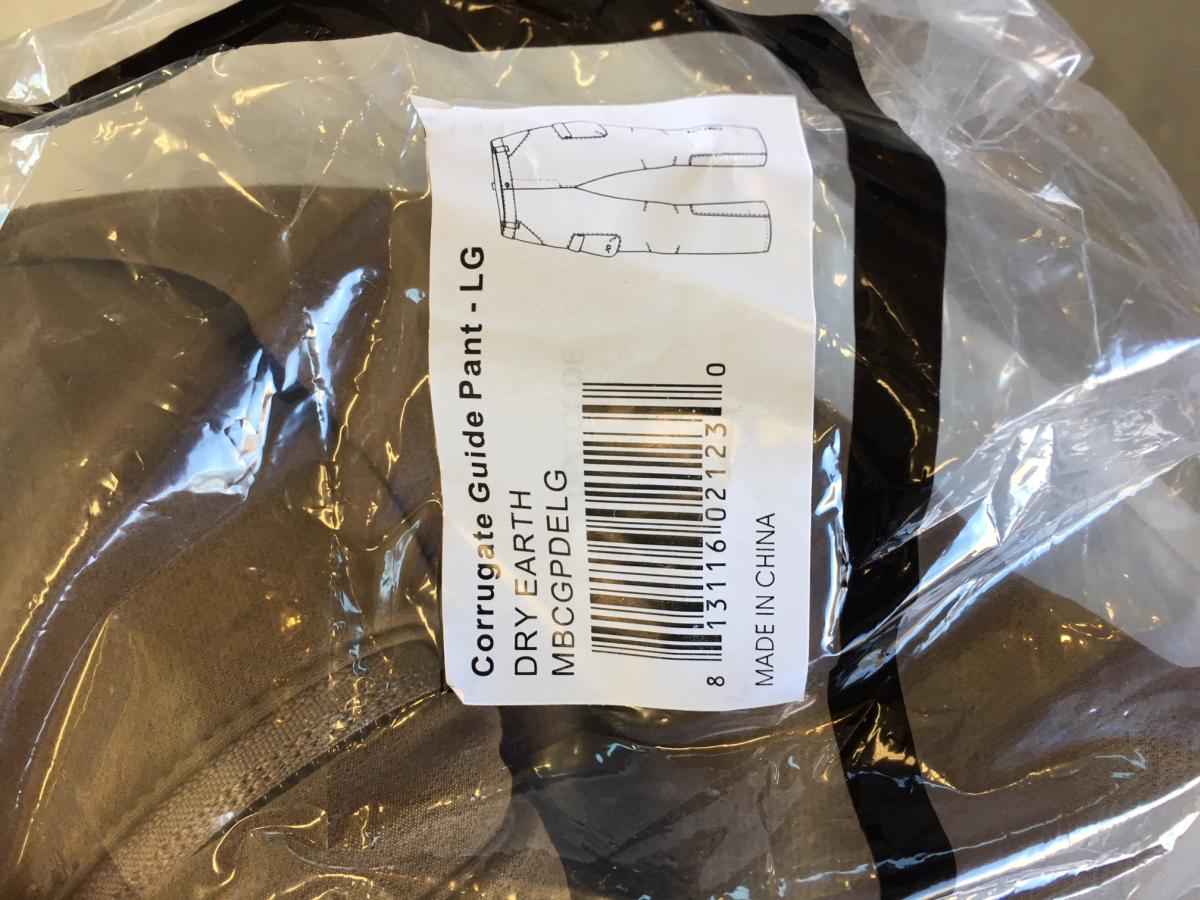 Corrugate Guide Pant - LG
DRY EARTH
MBCGPDELG
8 13116 02123 0
MADE IN CHINA